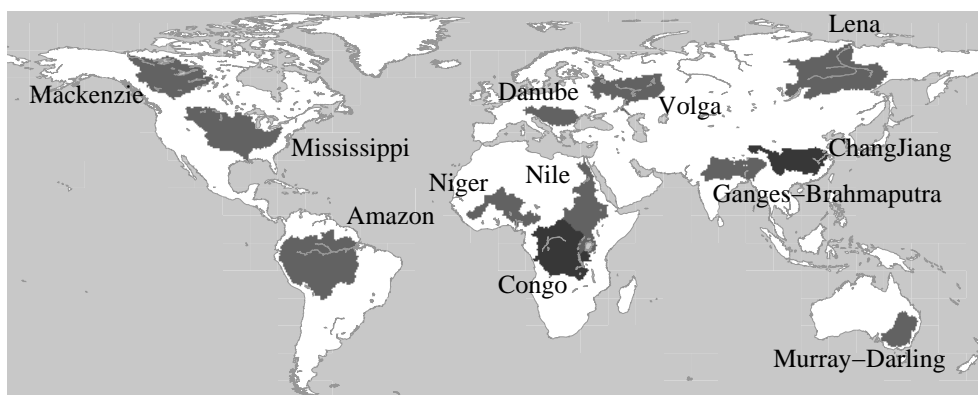 Lena
Mackenzie
Danube
Volga
Mississippi
ChangJiang
Niger
Nile
Ganges−Brahmaputra
Amazon
Congo
Murray−Darling